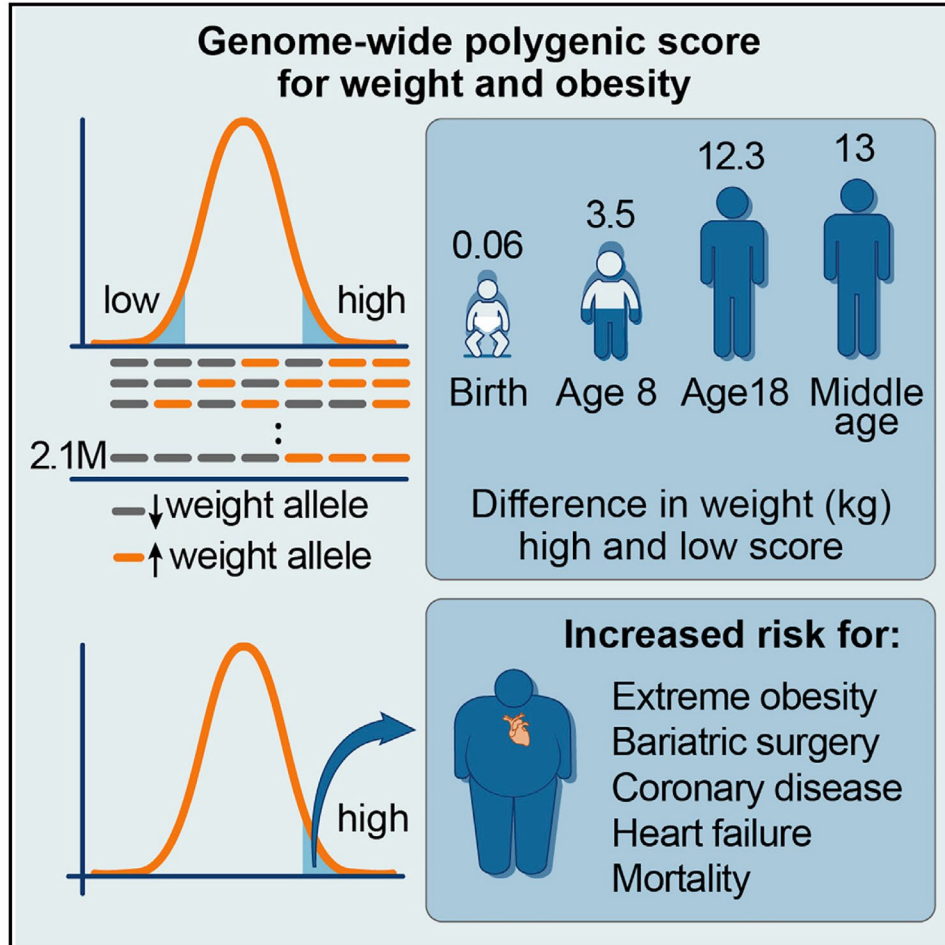 Genome-wide polygenic score
for weight and obesity
low
high
2.1M
↓weight allele
↑weight allele
0.06
3.5
12.3
13
Birth
Age 8
Age18
Middle
age
Difference in weight (kg)
high and low score
high
Increased risk for:
Extreme obesity
Bariatric surgery
Coronary disease
Heart failure
Mortality